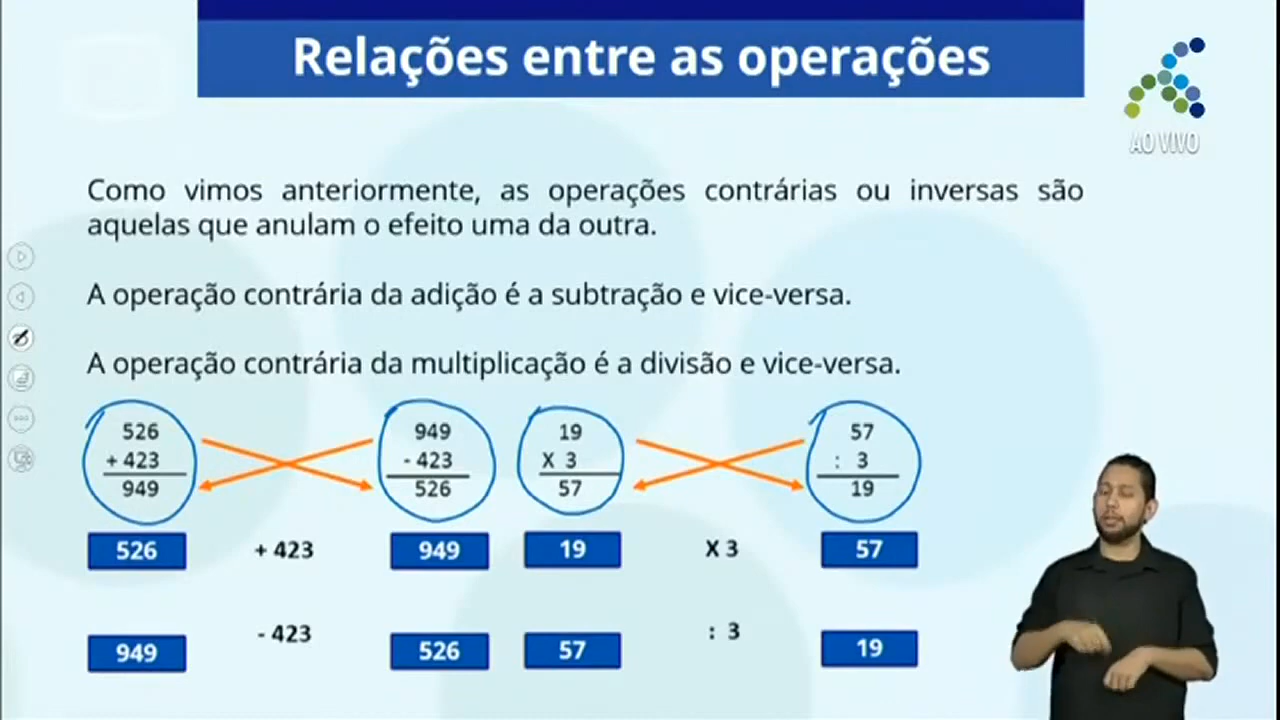 Relações entre as operações
AO VIVO
Como vimos anteriormente, as operações contrárias ou inversas são
aquelas que anulam o efeito uma da outra.
A operação contrária da adição é a subtração e vice-versa.
A operação contrária da multiplicação é a divisão e vice-versa.
526
+ 423
949
949
- 423
526
19
X 3
57
57
: 3
19
526 + 423 949 19 X 3 57
949 - 423 526 57 : 3 19